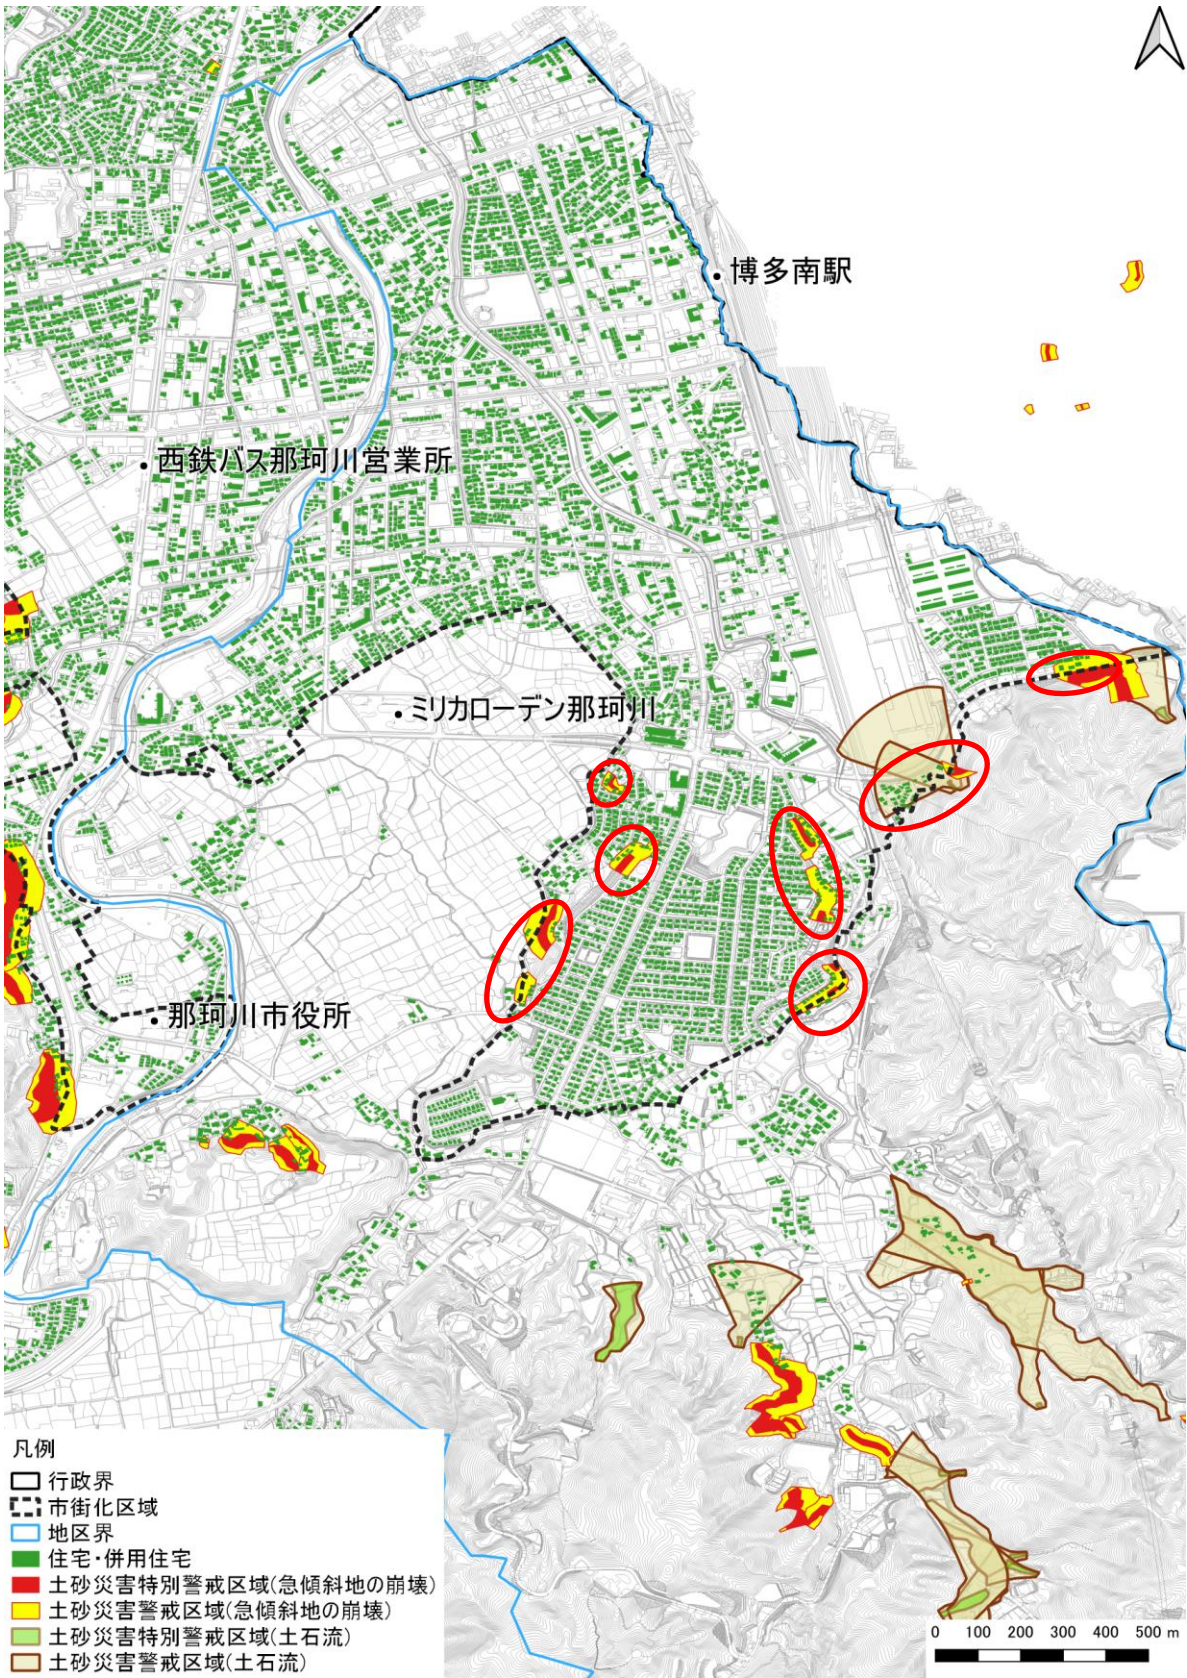 博多南駅
西鉄バス那珂川営業所
ミリカローデン那珂川
那珂川市役所
凡例
行政界
市街化区域
地区界
住宅・併用住宅
土砂災害特別警戒区域(急傾斜地の崩壊)
土砂災害警戒区域(急傾斜地の崩壊)
土砂災害特別警戒区域(土石流)
土砂災害警戒区域(土石流)
0 100 200 300 400 500 m